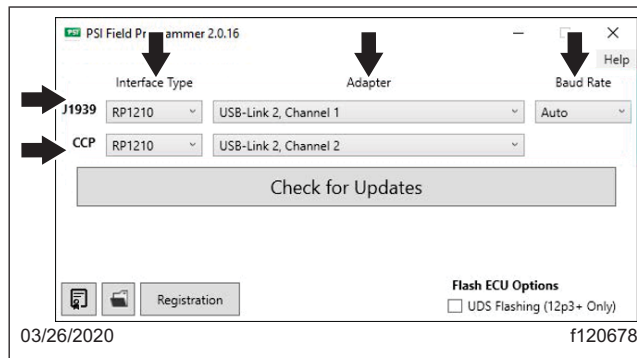 PSI PSI Field Pr ammer 2.0.16
Help
Interface Type Adapter Baud Rate
J1939 RP1210 USB-Link 2, Channel 1 Auto
CCP RP1210 USB-Link 2, Channel 2
Check for Updates
Flash ECU Options
Registration UDS Flashing (12p3+ Only)
03/26/2020 f120678